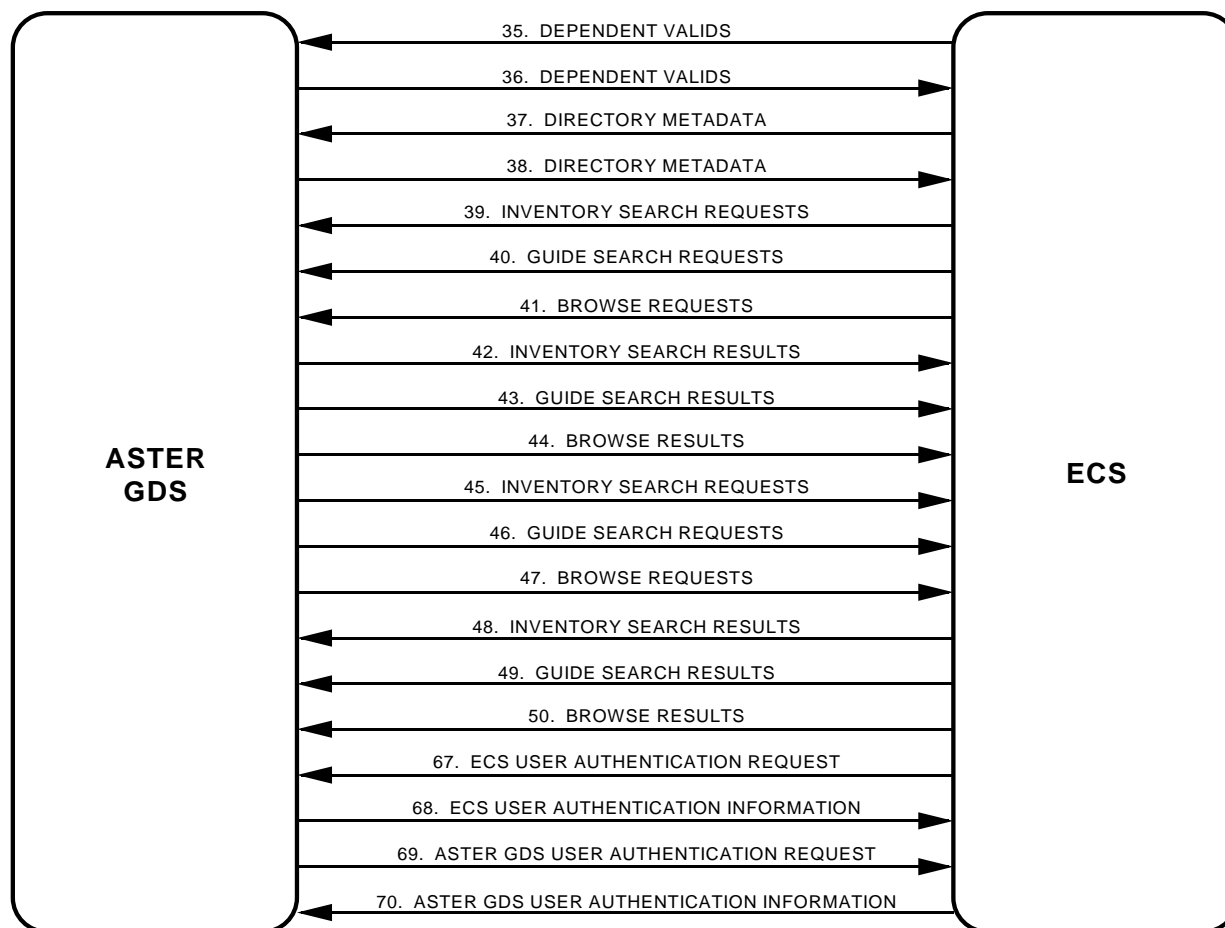 35. DEPENDENT VALIDS
36. DEPENDENT VALIDS
37. DIRECTORY METADATA
38. DIRECTORY METADATA
39. INVENTORY SEARCH REQUESTS
40. GUIDE SEARCH REQUESTS
41. BROWSE REQUESTS
42. INVENTORY SEARCH RESULTS
43. GUIDE SEARCH RESULTS
44. BROWSE RESULTS
45. INVENTORY SEARCH REQUESTS
46. GUIDE SEARCH REQUESTS
47. BROWSE REQUESTS
48. INVENTORY SEARCH RESULTS
49. GUIDE SEARCH RESULTS
50. BROWSE RESULTS
67. ECS USER AUTHENTICATION REQUEST
68. ECS USER AUTHENTICATION INFORMATION
69. ASTER GDS USER AUTHENTICATION REQUEST
70. ASTER GDS USER AUTHENTICATION INFORMATION
ASTER
GDS
ECS